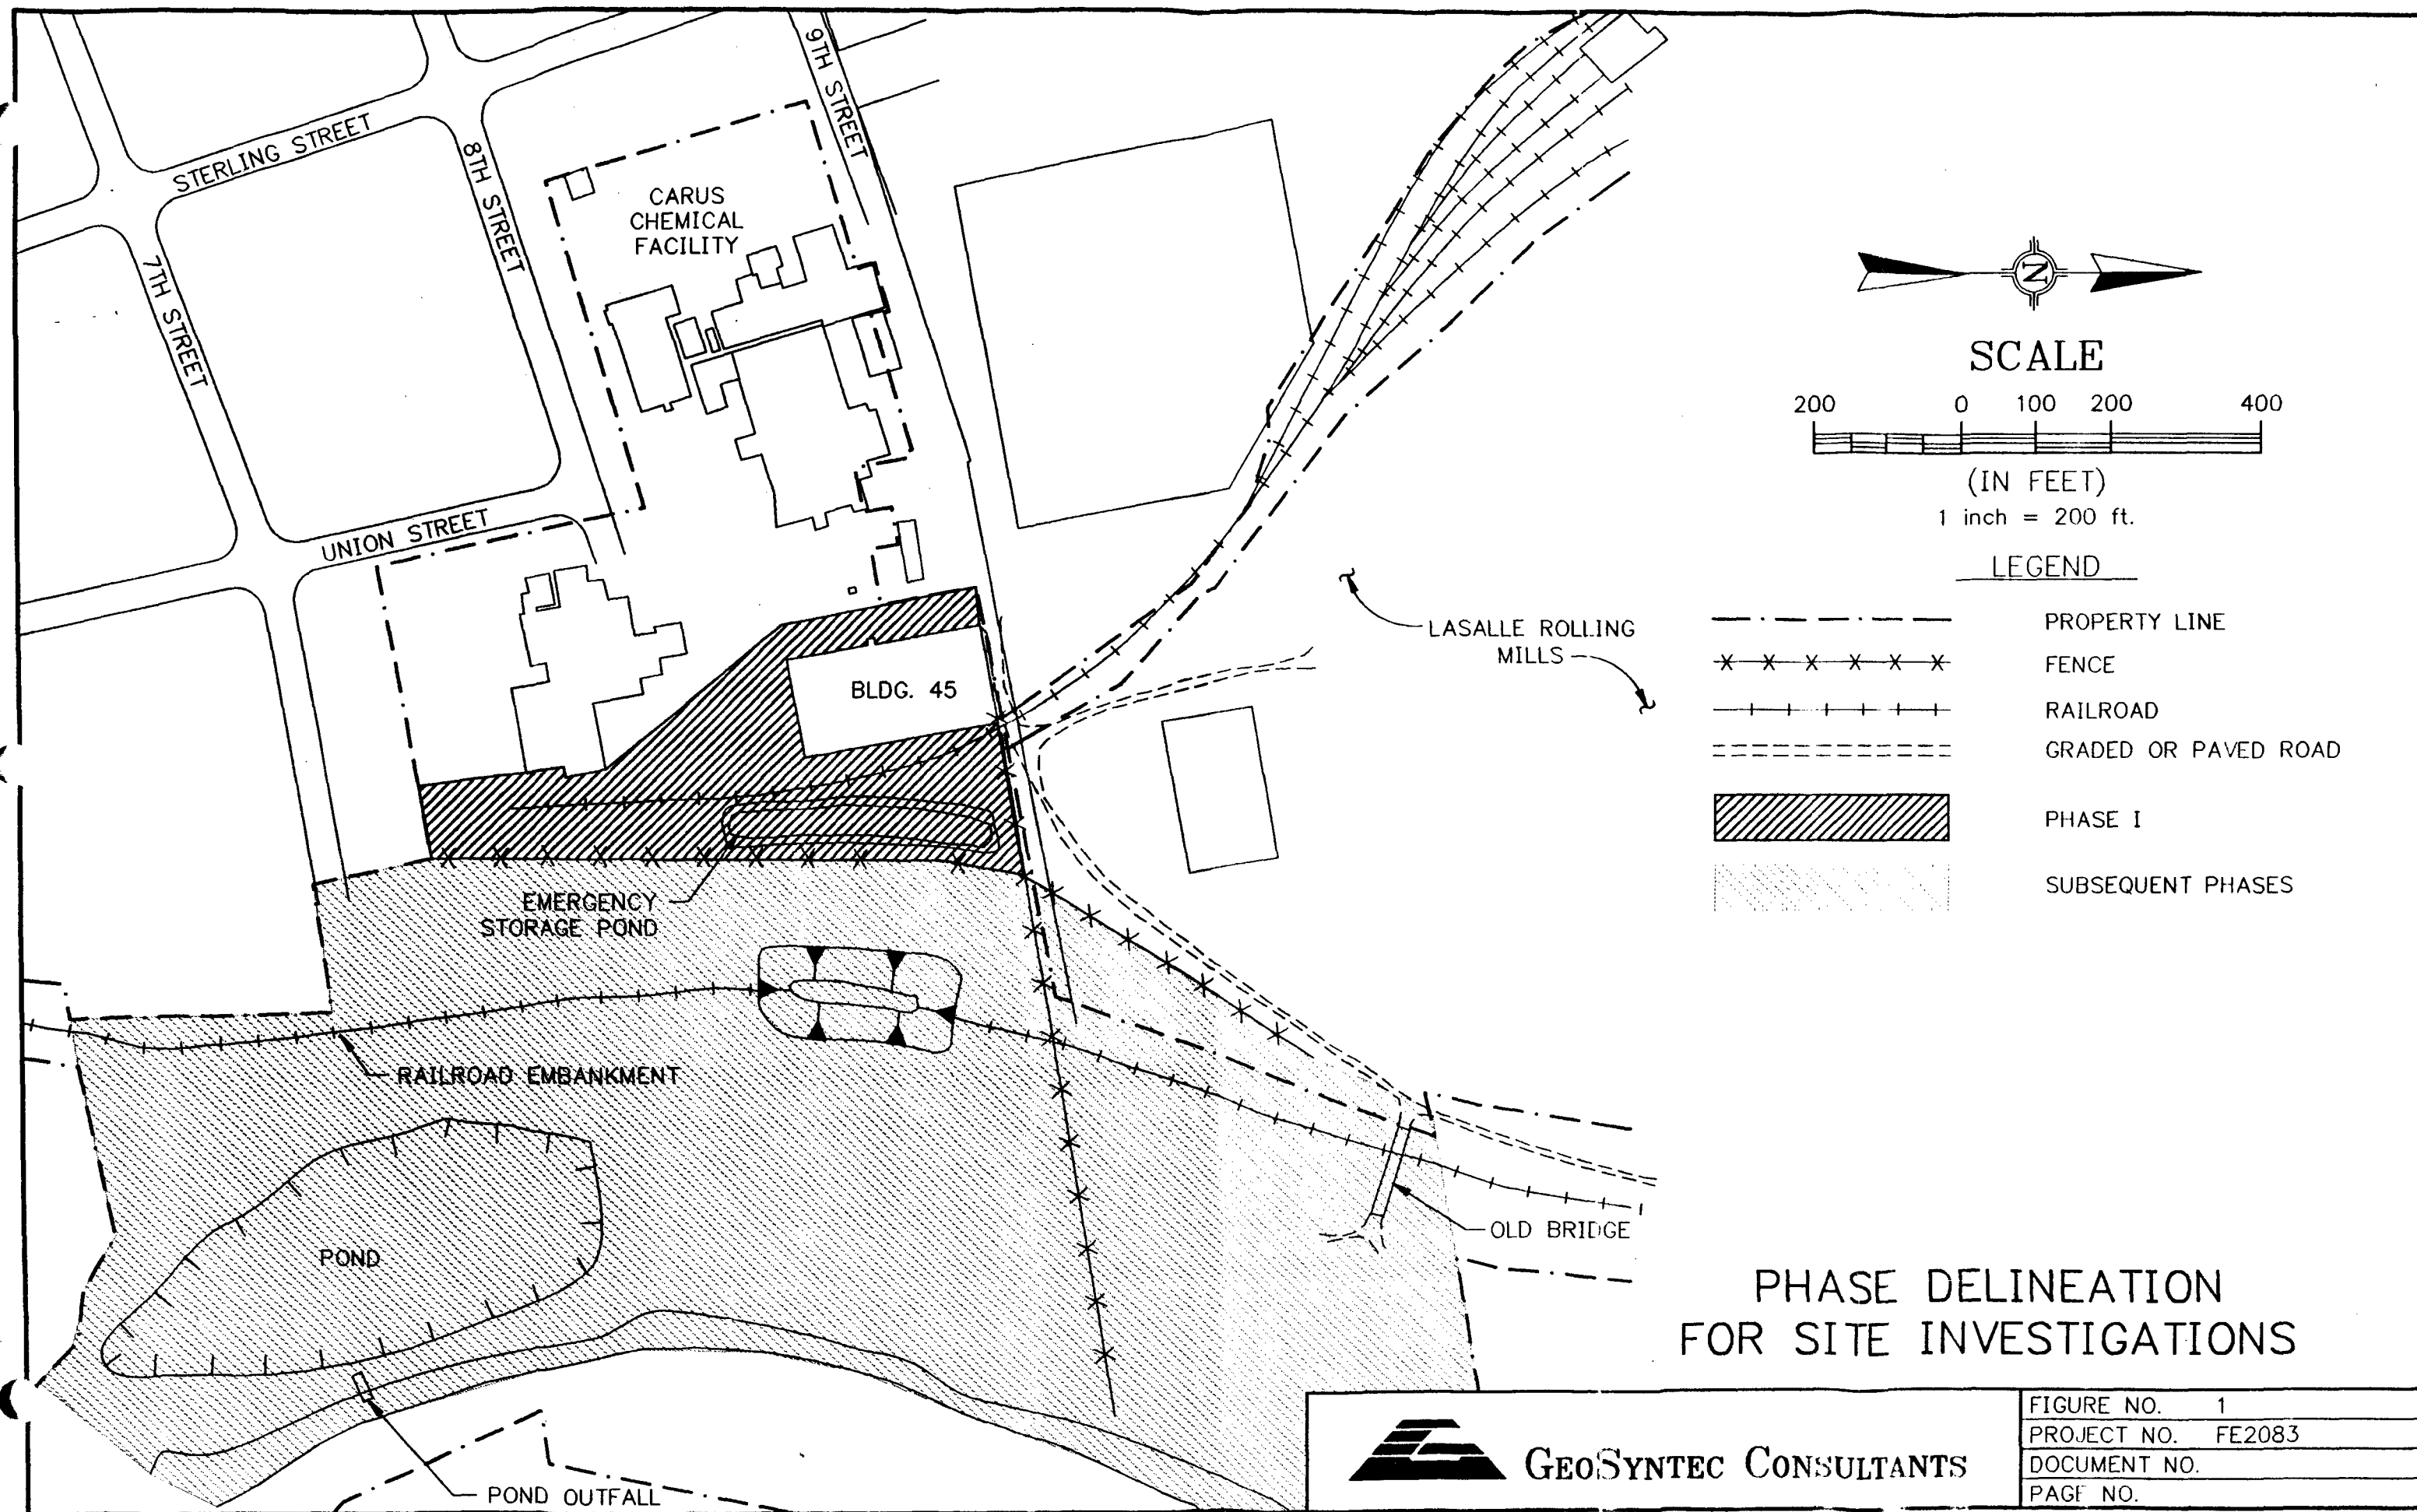 9TH STREET
STERLING STREET
8TH STREET
CARUS
CHEMICAL
FACILITY
7TH STREET
UNION STREET
BLDG. 45
EMERGENCY
STORAGE POND
RAILROAD EMBANKMENT
POND
POND OUTFALL
LASALLE ROLLING
MILLS
OLD BRIDGE
N
SCALE
200 0 100 200 400
(IN FEET)
1 inch = 200 ft.
LEGEND
PROPERTY LINE
FENCE
RAILROAD
GRADED OR PAVED ROAD
PHASE I
SUBSEQUENT PHASES
PHASE DELINEATION
FOR SITE INVESTIGATIONS
GEOSYNTEC CONSULTANTS
FIGURE NO. 1
PROJECT NO. FE2083
DOCUMENT NO.
PAGE NO.